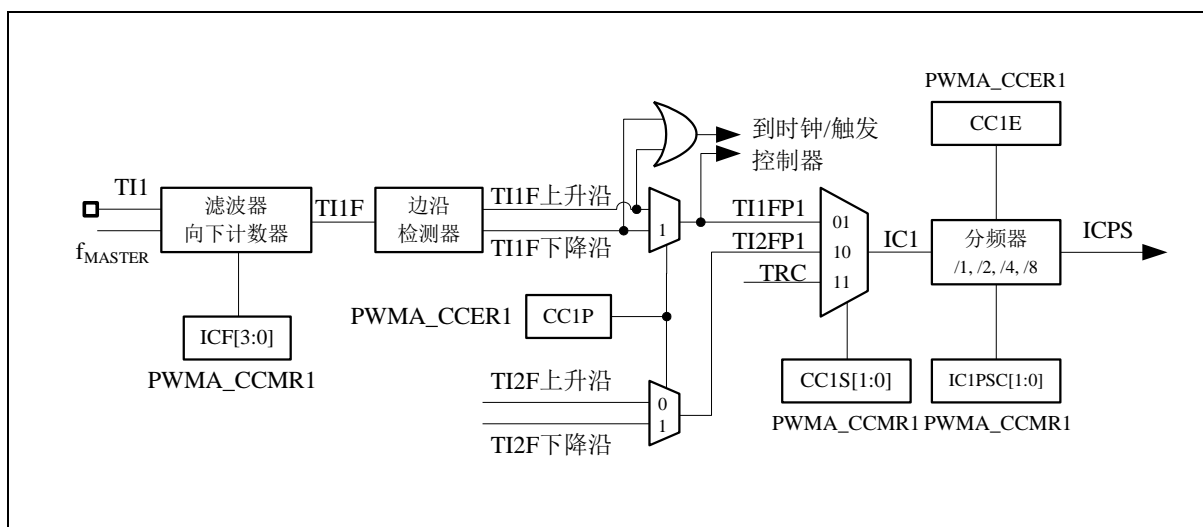 PWMA_CCER1
CC1E
到时钟/触发
控制器
TI1
滤波器
向下计数器
fMASTER
TI1F
边沿
检测器
TI1F上升沿
TI1F下降沿
1
TI1FP1
TI2FP1
TRC
01
10
11
IC1
分频器
/1, /2, /4, /8
ICPS
PWMA_CCER1
CC1P
ICF[3:0]
PWMA_CCMR1
TI2F上升沿
TI2F下降沿
0
1
CC1S[1:0]
PWMA_CCMR1
IC1PSC[1:0]
PWMA_CCMR1